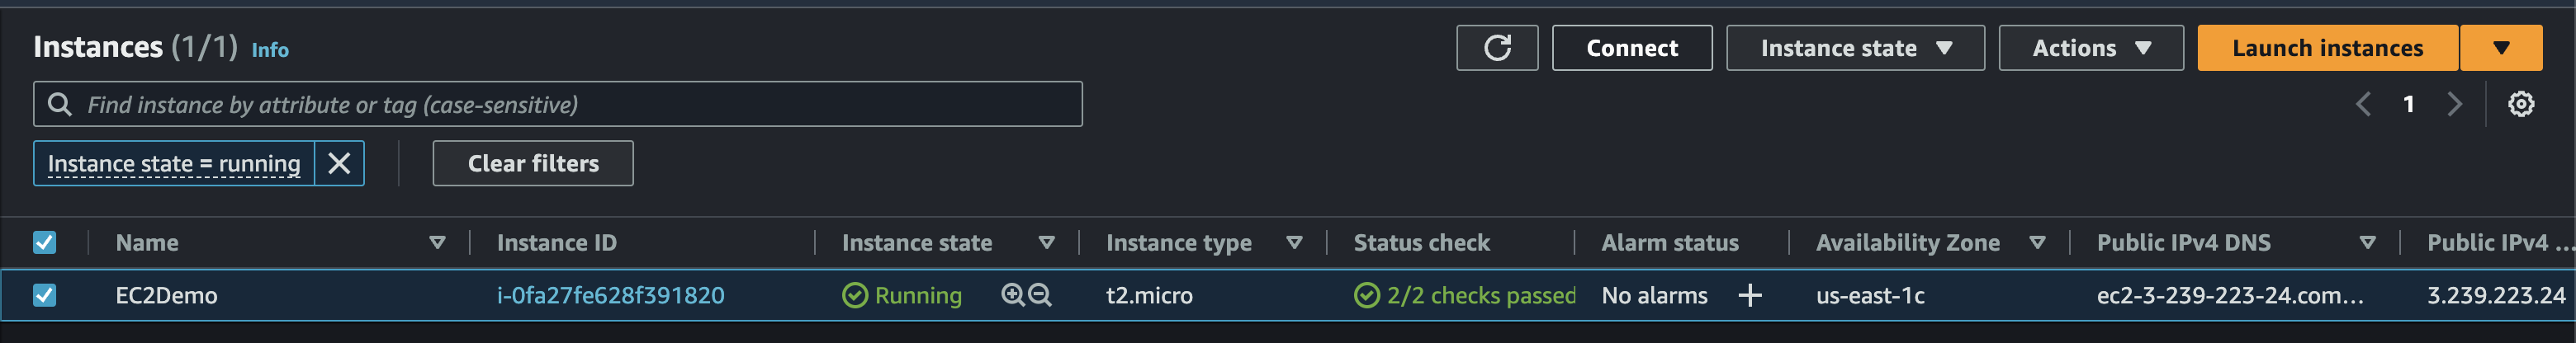 Instances (1/1) Info
Connect
Instance state
Actions
Launch instances
Find instance by attribute or tag (case-sensitive)
1
Instance state = running
Clear filters
Name Instance ID Instance state Instance type Status check Alarm status Availability Zone Public IPv4 DNS Public IPv4 ...
EC2Demo i-0fa27fe628f391820 Running t2.micro 2/2 checks passed No alarms + us-east-1c ec2-3-239-223-24.com... 3.239.223.24